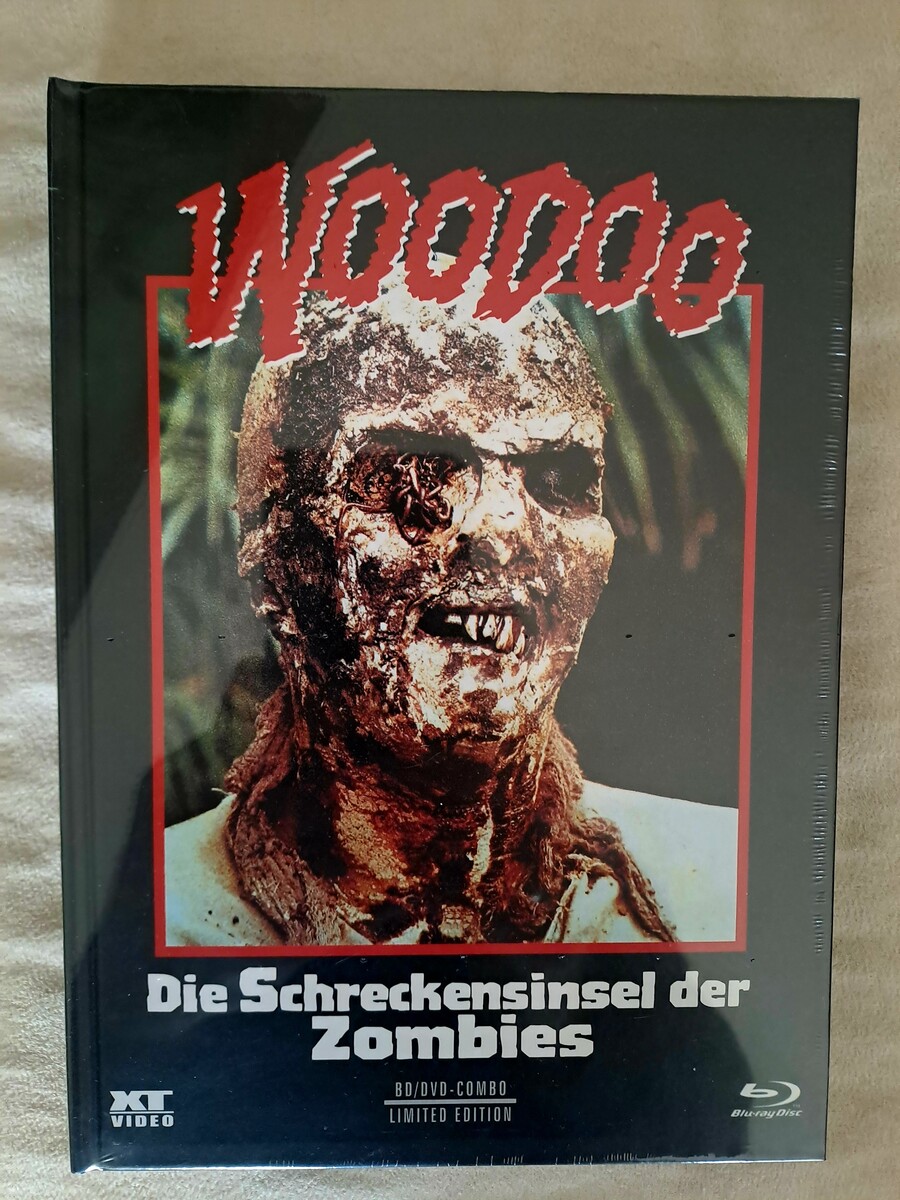 WOODOO
Die Schreckensinsel der
Zombies
XT
VIDEO
BD/DVD-COMBO
LIMITED EDITION
Blu-ray Disc